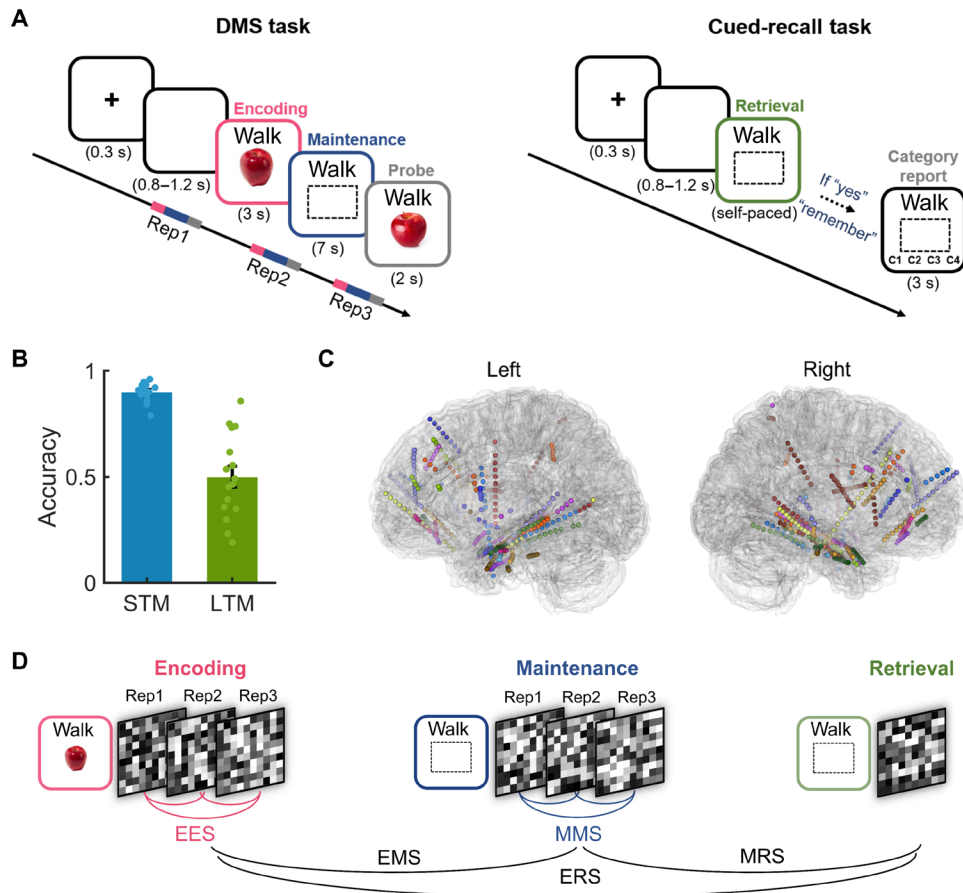 A
DMS task
Cued-recall task
+
(0.3 s)
(0.8–1.2 s)
Encoding
Walk
(3 s)
Maintenance
Walk
(7 s)
Probe
Walk
(2 s)
Rep1
Rep2
Rep3
+
(0.3 s)
(0.8–1.2 s)
Retrieval
Walk
(self-paced)
If "yes"
"remember"
Category
report
Walk
C1 C2 C3 C4
(3 s)
B
Accuracy
1
0.5
0
STM
LTM
C
Left
Right
D
Encoding
Maintenance
Retrieval
Walk
Rep1
Rep2
Rep3
Walk
Rep1
Rep2
Rep3
Walk
EES
MMS
EMS
MRS
ERS